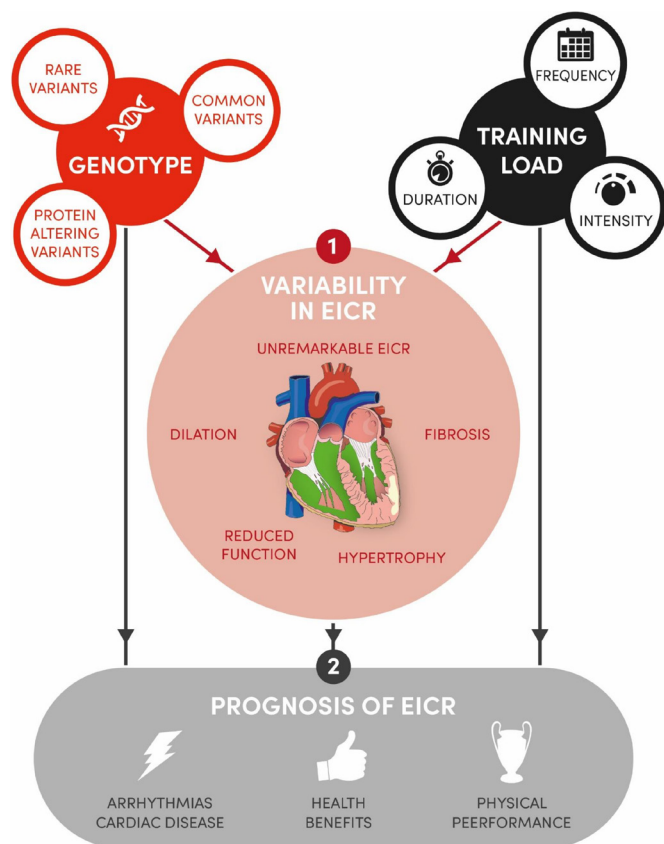 RARE
VARIANTS
COMMON
VARIANTS
GENOTYPE
PROTEIN
ALTERING
VARIANTS
FREQUENCY
TRAINING
LOAD
DURATION
INTENSITY
1
VARIABILITY
IN EICR
UNREMARKABLE EICR
DILATION
FIBROSIS
REDUCED
FUNCTION
HYPERTROPHY
2
PROGNOSIS OF EICR
ARRHYTHMIAS
CARDIAC DISEASE
HEALTH
BENEFITS
PHYSICAL
PEERFORMANCE